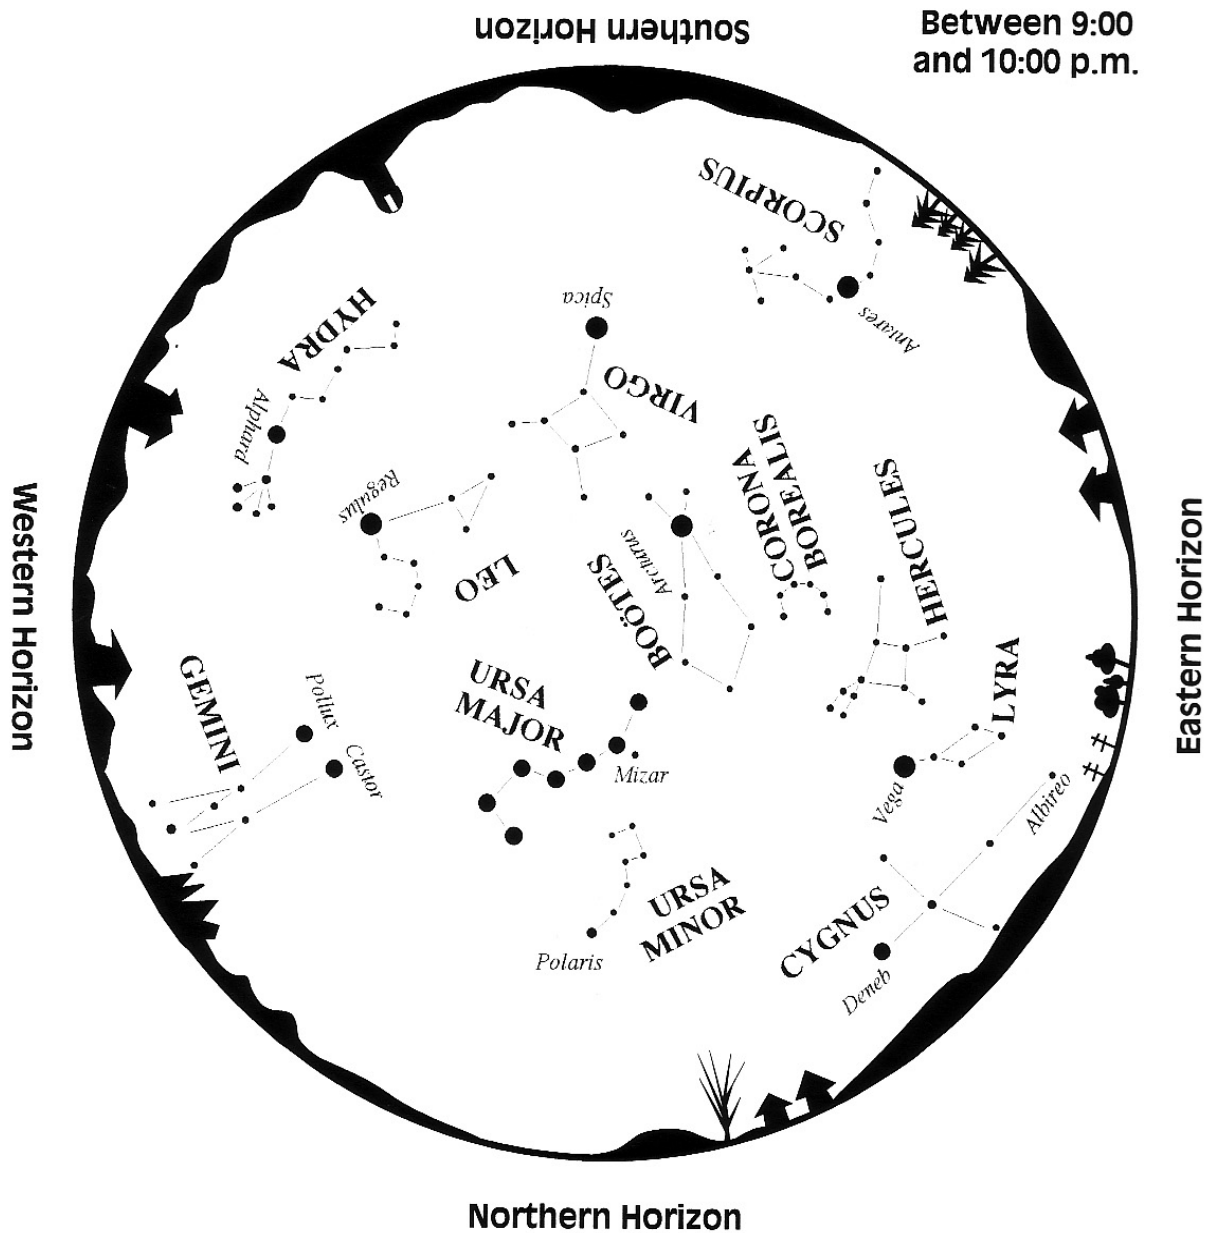 Between 9:00
and 10:00 p.m.
Southern Horizon
SCORPIUS
Antares
Spica
VIRGO
HYDRA
Alphard
Regulus
LEO
Arcturus
BOÖTES
CORONA
BOREALIS
HERCULES
LYRA
Vega
Albireo
GEMINI
Pollux
Castor
URSA
MAJOR
Mizar
URSA
MINOR
Polaris
CYGNUS
Deneb
Western Horizon
Eastern Horizon
Northern Horizon